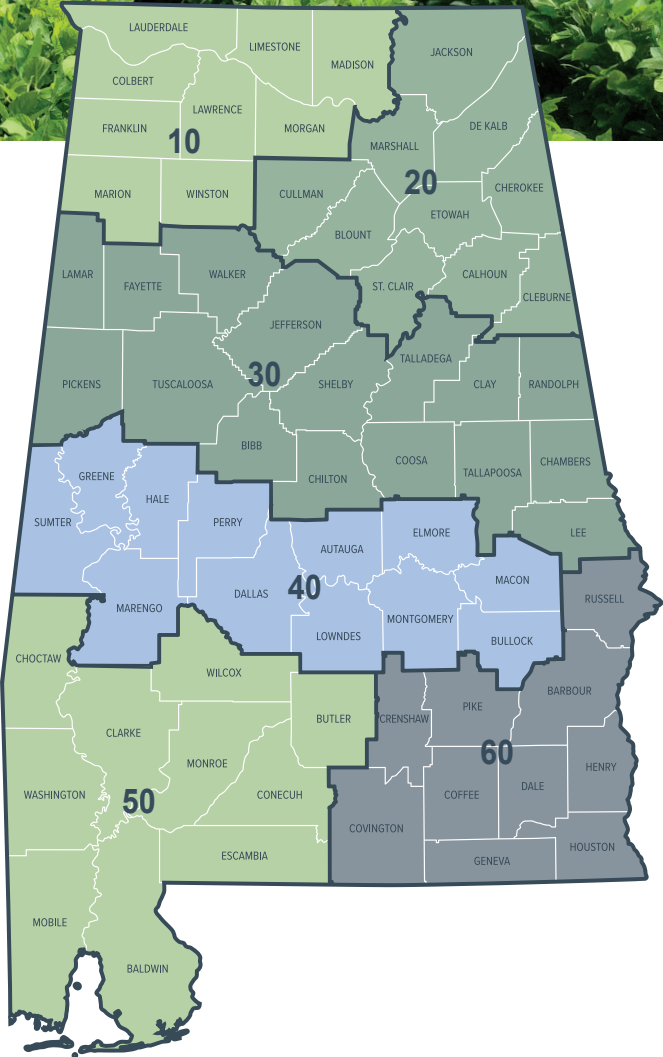 LAUDERDALE
LIMESTONE
MADISON
JACKSON
COLBERT
LAWRENCE
FRANKLIN
10
MORGAN
DE KALB
MARSHALL
20
MARION
WINSTON
CULLMAN
CHEROKEE
ETOWAH
BLOUNT
LAMAR
FAYETTE
WALKER
ST. CLAIR
CALHOUN
CLEBURNE
JEFFERSON
TALLADEGA
30
PICKENS
TUSCALOOSA
SHELBY
CLAY
RANDOLPH
BIBB
COOSA
CHAMBERS
TALLAPOOSA
CHILTON
GREENE
HALE
SUMTER
PERRY
ELMORE
LEE
AUTAUGA
MACON
40
DALLAS
MARENGO
MONTGOMERY
RUSSELL
LOWNDES
BULLOCK
CHOCTAW
WILCOX
BARBOUR
PIKE
CRENSHAW
BUTLER
CLARKE
60
MONROE
HENRY
WASHINGTON
50
CONECUH
COFFEE
DALE
COVINGTON
HOUSTON
ESCAMBIA
GENEVA
MOBILE
BALDWIN